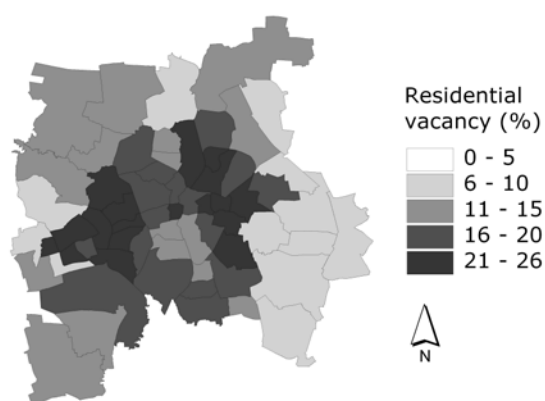 Residential
vacancy (%)
0 - 5
6 - 10
11 - 15
16 - 20
21 - 26
N